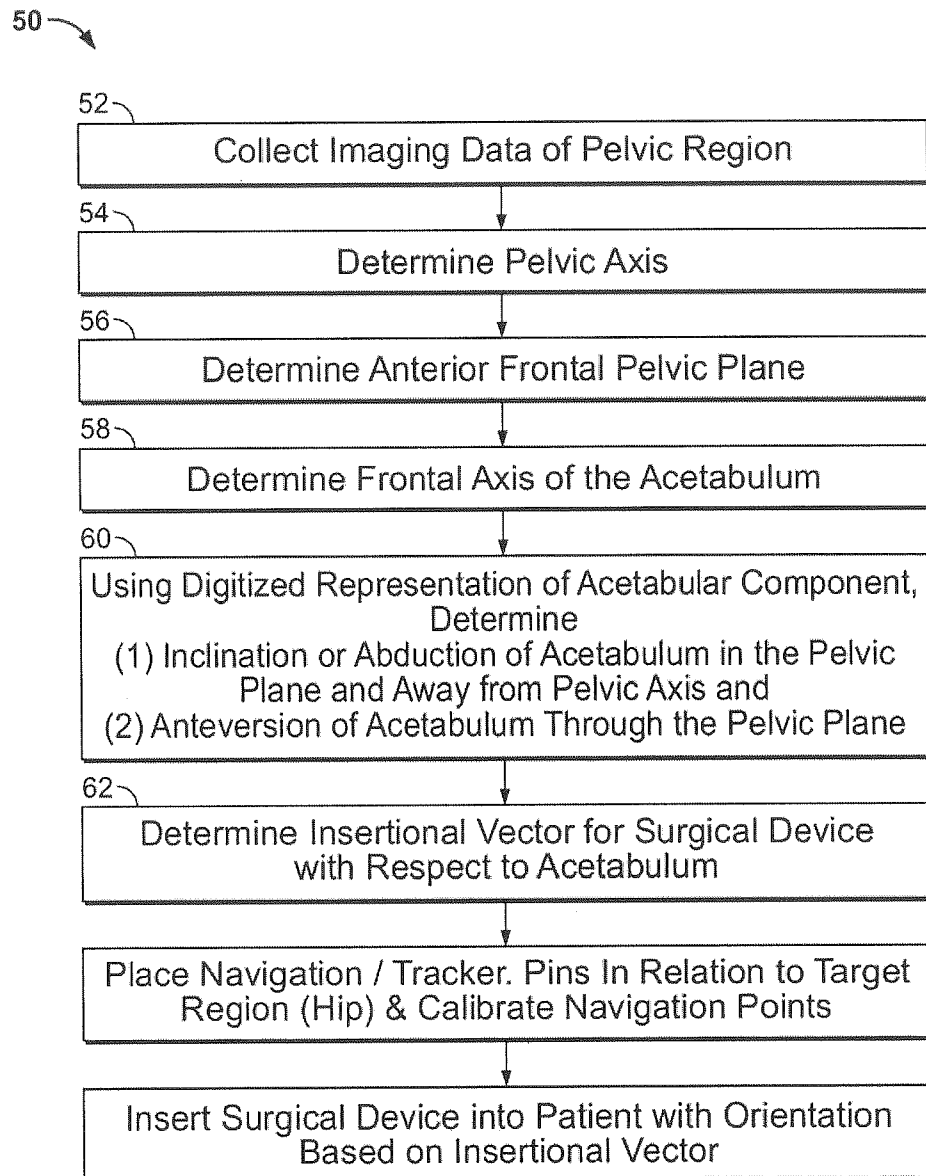 50
52
Collect Imaging Data of Pelvic Region
54
Determine Pelvic Axis
56
Determine Anterior Frontal Pelvic Plane
58
Determine Frontal Axis of the Acetabulum
60
Using Digitized Representation of Acetabular Component,
Determine
(1) Inclination or Abduction of Acetabulum in the Pelvic
Plane and Away from Pelvic Axis and
(2) Anteversion of Acetabulum Through the Pelvic Plane
62
Determine Insertional Vector for Surgical Device
with Respect to Acetabulum
Place Navigation / Tracker. Pins In Relation to Target
Region (Hip) & Calibrate Navigation Points
Insert Surgical Device into Patient with Orientation
Based on Insertional Vector